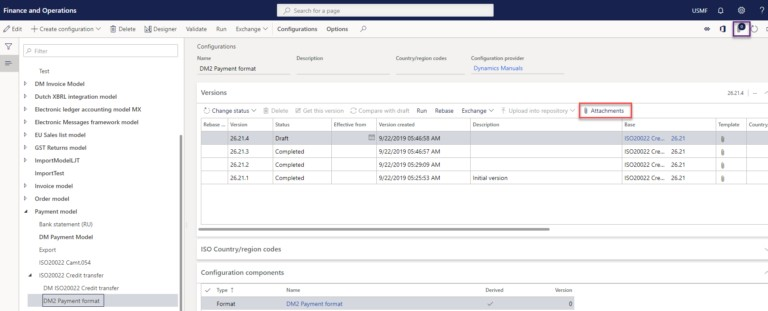 Finance and Operations
Search for a page
USMF
?
Edit
Create configuration
Delete
Designer
Validate
Run
Exchange
Configurations
Options
Filter
Test
DM Invoice Model
Dutch XBRL integration model
Electronic ledger accounting model MX
Electronic Messages framework model
EU Sales list model
GST Returns model
ImportModelLJT
ImportTest
Invoice model
Order model
Payment model
Bank statement (RU)
DM Payment Model
Export
ISO20022 Camt.054
ISO20022 Credit transfer
DM ISO20022 Credit transfer
DM2 Payment format
Configurations
Name Description Country/region codes Configuration provider
DM2 Payment format Dynamics Manuals
Versions 26.21.4 --
Change status Delete Get this version Compare with draft Run Rebase Exchange Upload into repository Attachments
Rebase ... Version Status Effective from Version created Description Base Template Country
26.21.4 Draft 9/22/2019 05:46:58 AM ISO20022 Cre... 26.21
26.21.3 Completed 9/22/2019 05:46:57 AM ISO20022 Cre... 26.21
26.21.2 Completed 9/22/2019 05:29:09 AM ISO20022 Cre... 26.21
26.21.1 Completed 9/22/2019 05:25:53 AM Initial version ISO20022 Cre... 26.21
ISO Country/region codes
Configuration components
Type ↑ Name Derived Version
Format DM2 Payment format 0